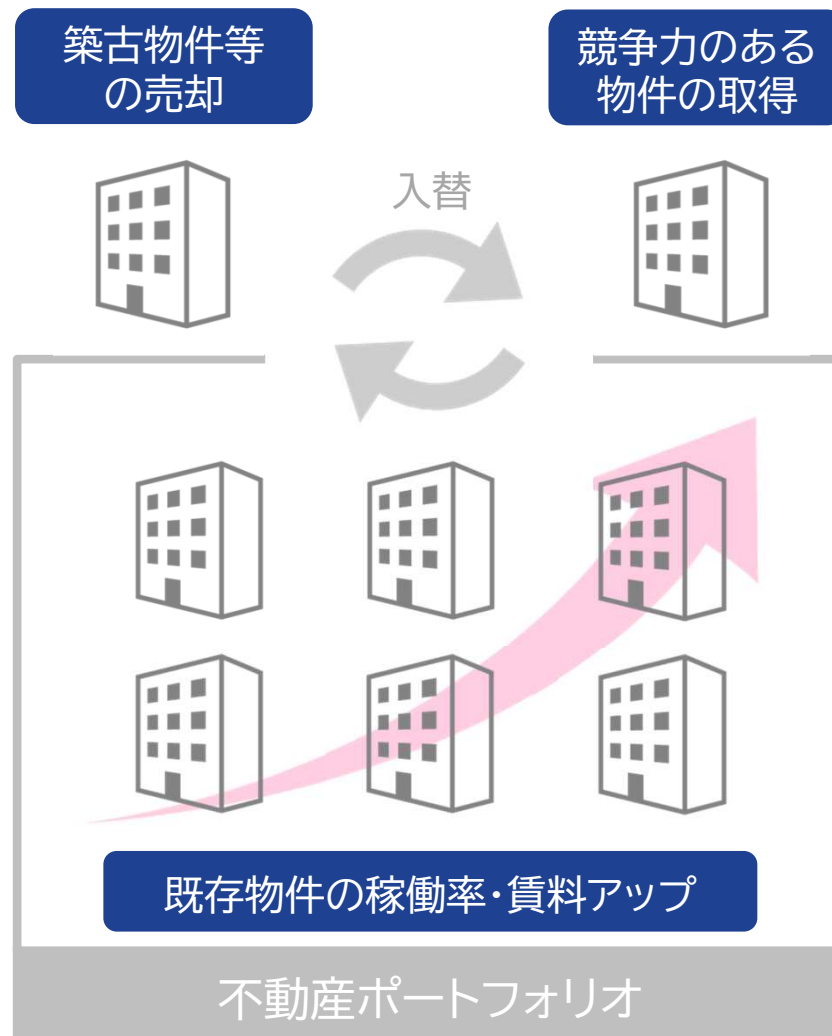 築古物件等
の売却
競争力のある
物件の取得
入替
既存物件の稼働率・賃料アップ
不動産ポートフォリオ